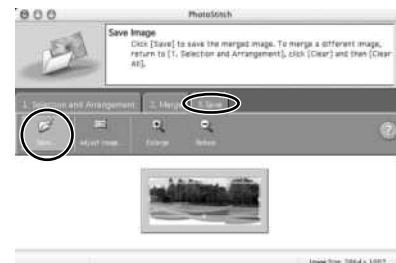 PhotoStitch
Save Image
Click [Save] to save the merged image. To merge a different image,
return to [1. Selection and Arrangement], click [Clear] and then [Clear
All].
1. Selection and Arrangement
2. Merge
3. Save
Save...
Adjust Image...
Enlarge
Reduce